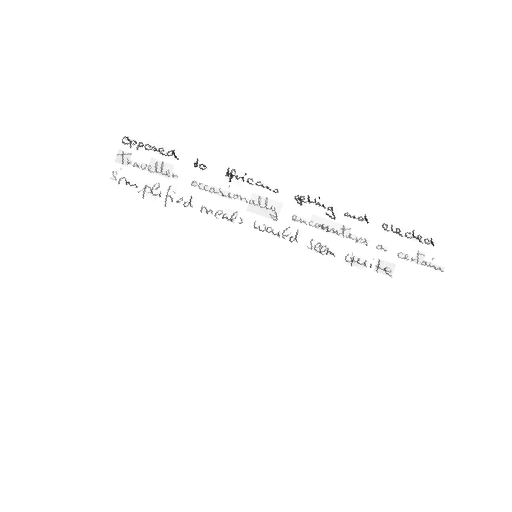 opposed to Africans getting and elected
Traveller occasionally encounters a certain
simplified meals would seem quite